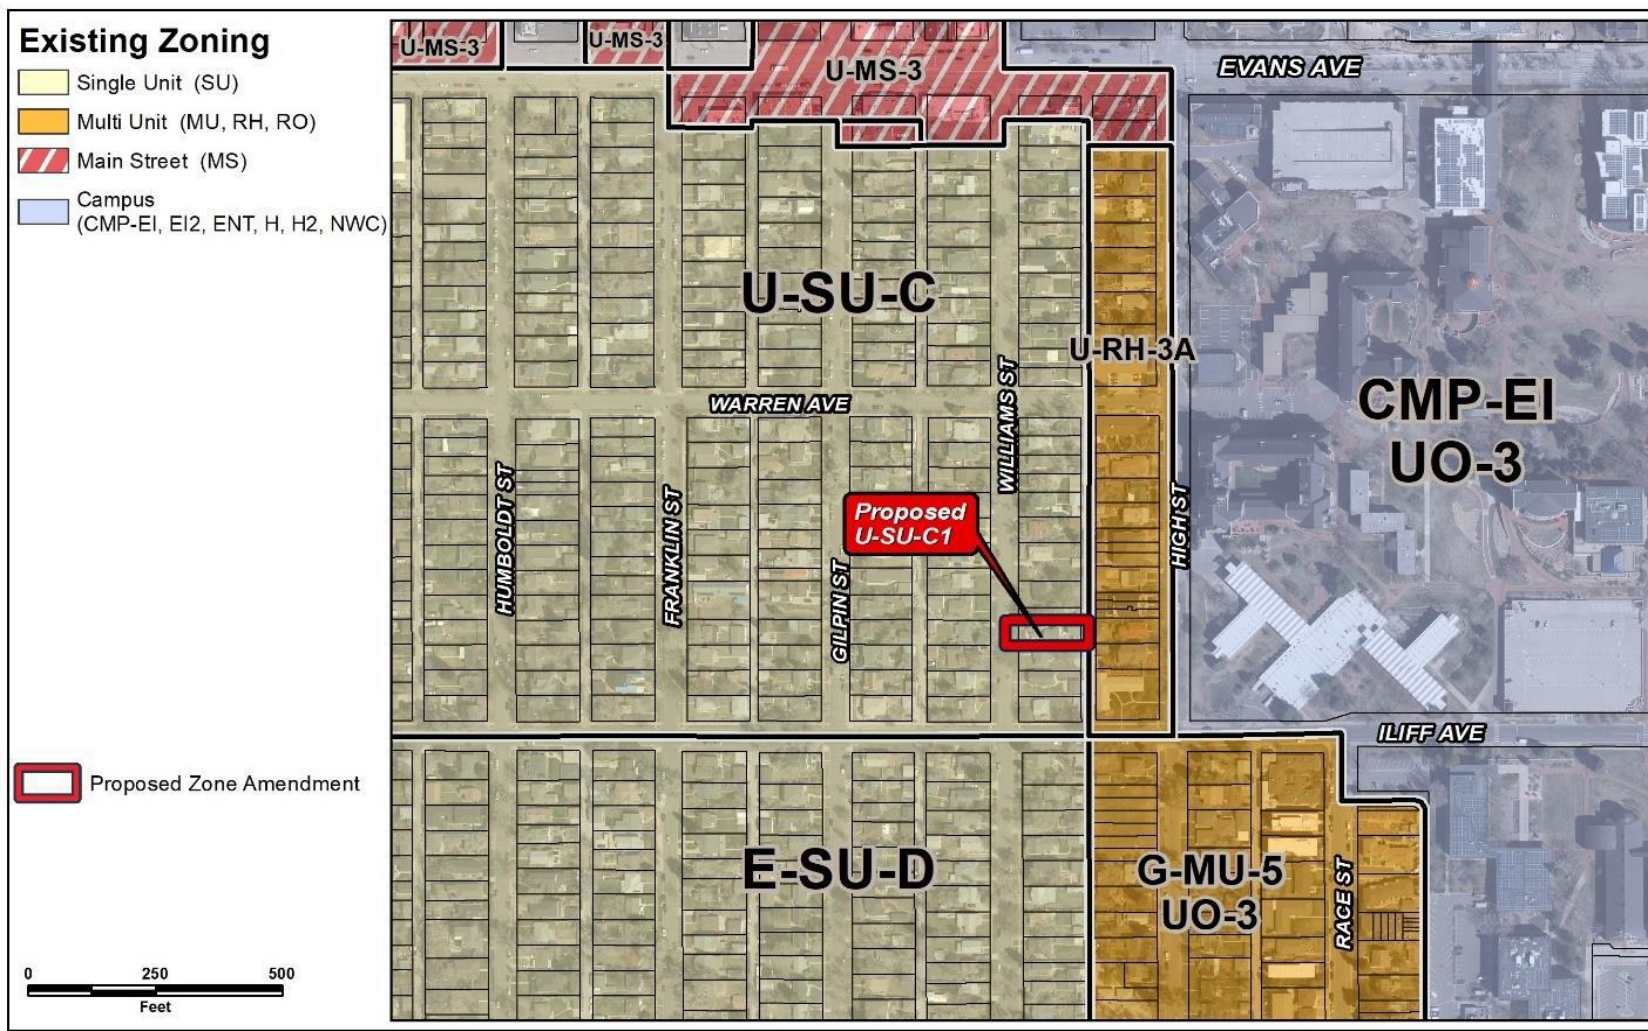 Existing Zoning
Single Unit (SU)
Multi Unit (MU, RH, RO)
Main Street (MS)
Campus
(CMP-EI, EI2, ENT, H, H2, NWC)
Proposed Zone Amendment
0 250 500
Feet
U-MS-3
U-MS-3
U-MS-3
EVANS AVE
U-SU-C
U-RH-3A
WARREN AVE
WILLIAMS ST
CMP-EI
UO-3
HUMBOLDT ST
FRANKLIN ST
GILPIN ST
Proposed
U-SU-C1
HIGH ST
ILIFF AVE
E-SU-D
G-MU-5
UO-3
RACE ST